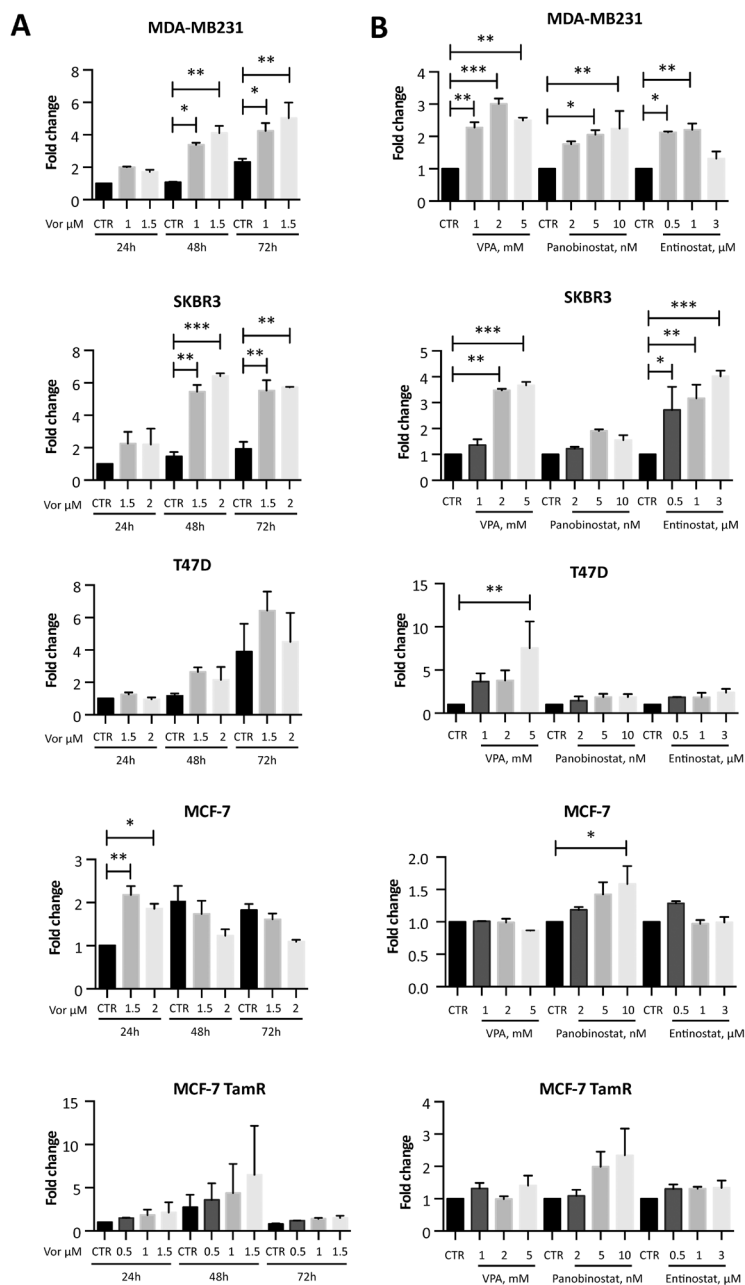 A
MDA-MB231
Fold change
8
6
4
2
0
**
*
**
*
Vor μM CTR 1 1.5 CTR 1 1.5 CTR 1 1.5
24h 48h 72h
SKBR3
Fold change
8
6
4
2
0
***
**
**
**
Vor μM CTR 1.5 2 CTR 1.5 2 CTR 1.5 2
24h 48h 72h
T47D
Fold change
8
6
4
2
0
Vor μM CTR 1.5 2 CTR 1.5 2 CTR 1.5 2
24h 48h 72h
MCF-7
Fold change
3
2
1
0
*
**
Vor μM CTR 1.5 2 CTR 1.5 2 CTR 1.5 2
24h 48h 72h
MCF-7 TamR
Fold change
15
10
5
0
Vor μM CTR 0.5 1 1.5 CTR 0.5 1 1.5 CTR 0.5 1 1.5
24h 48h 72h
B
MDA-MB231
Fold change
4
3
2
1
0
**
***
**
**
*
**
*
CTR 1 2 5 CTR 2 5 10 CTR 0.5 1 3
VPA, mM Panobinostat, nM Entinostat, μM
SKBR3
Fold change
5
4
3
2
1
0
***
**
***
**
*
CTR 1 2 5 CTR 2 5 10 CTR 0.5 1 3
VPA, mM Panobinostat, nM Entinostat, μM
T47D
Fold change
15
10
5
0
**
CTR 1 2 5 CTR 2 5 10 CTR 0.5 1 3
VPA, mM Panobinostat, nM Entinostat, μM
MCF-7
Fold change
2.0
1.5
1.0
0.5
0.0
*
CTR 1 2 5 CTR 2 5 10 CTR 0.5 1 3
VPA, mM Panobinostat, nM Entinostat, μM
MCF-7 TamR
Fold change
4
3
2
1
0
CTR 1 2 5 CTR 2 5 10 CTR 0.5 1 3
VPA, mM Panobinostat, nM Entinostat, μM